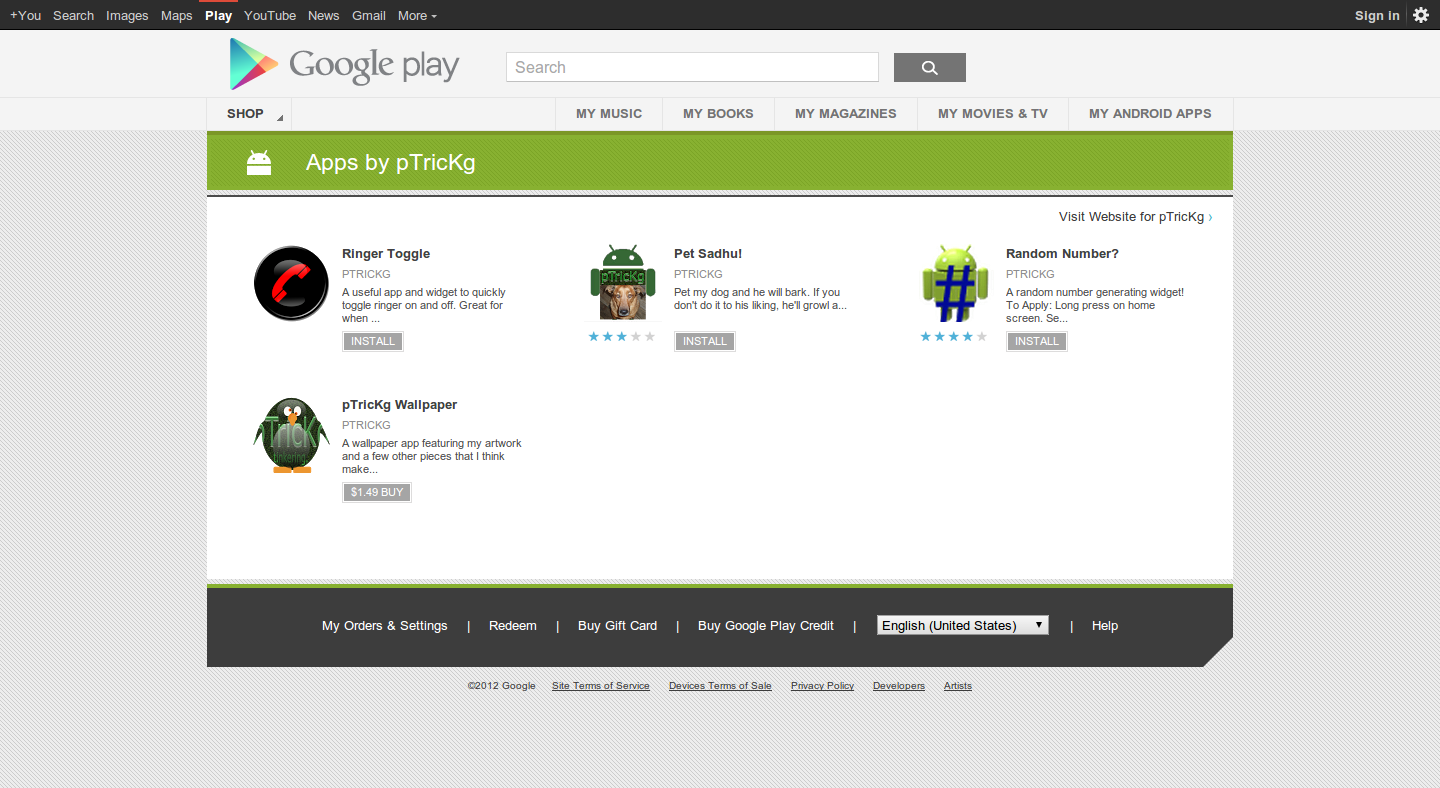 +You Search Images Maps Play YouTube News Gmail More Sign in
Google play Search
SHOP MY MUSIC MY BOOKS MY MAGAZINES MY MOVIES & TV MY ANDROID APPS
Apps by pTricKg
Visit Website for pTricKg ›
Ringer Toggle
PTRICKG
A useful app and widget to quickly
toggle ringer on and off. Great for
when ...
INSTALL
pTricKg
Pet Sadhu!
PTRICKG
Pet my dog and he will bark. If you
don't do it to his liking, he'll growl a...
INSTALL
#
Random Number?
PTRICKG
A random number generating widget!
To Apply: Long press on home
screen. Se...
INSTALL
pTricKg
tinkering
pTricKg Wallpaper
PTRICKG
A wallpaper app featuring my artwork
and a few other pieces that I think
make...
$1.49 BUY
My Orders & Settings | Redeem | Buy Gift Card | Buy Google Play Credit | English (United States) | Help
©2012 Google Site Terms of Service Devices Terms of Sale Privacy Policy Developers Artists